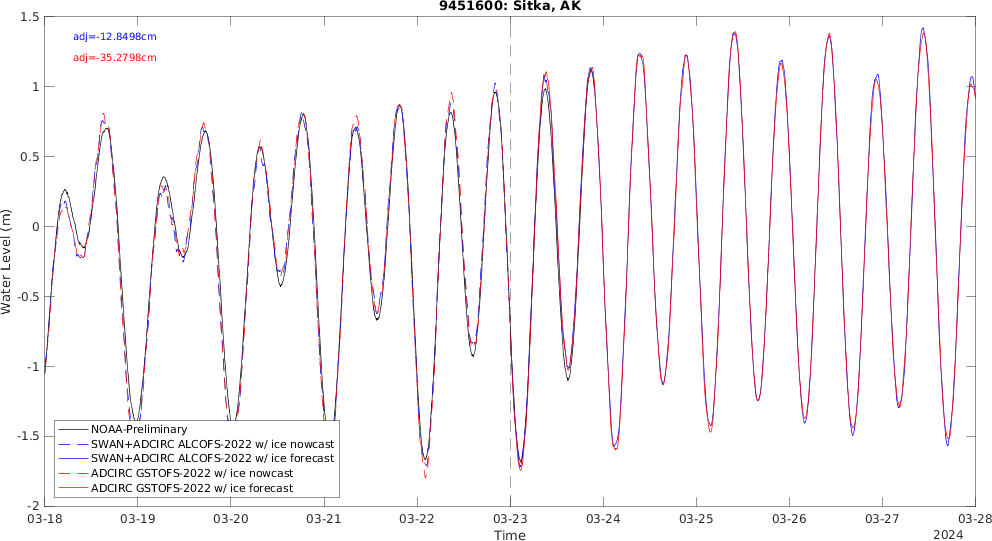 9451600: Sitka, AK
adj=-12.8498cm
adj=-35.2798cm
Water Level (m)
1.5
1
0.5
0
-0.5
-1
-1.5
-2
NOAA-Preliminary
SWAN+ADCIRC ALCOFS-2022 w/ ice nowcast
SWAN+ADCIRC ALCOFS-2022 w/ ice forecast
ADCIRC GSTOFS-2022 w/ ice nowcast
ADCIRC GSTOFS-2022 w/ ice forecast
03-18 03-19 03-20 03-21 03-22 03-23 03-24 03-25 03-26 03-27 03-28
Time
2024